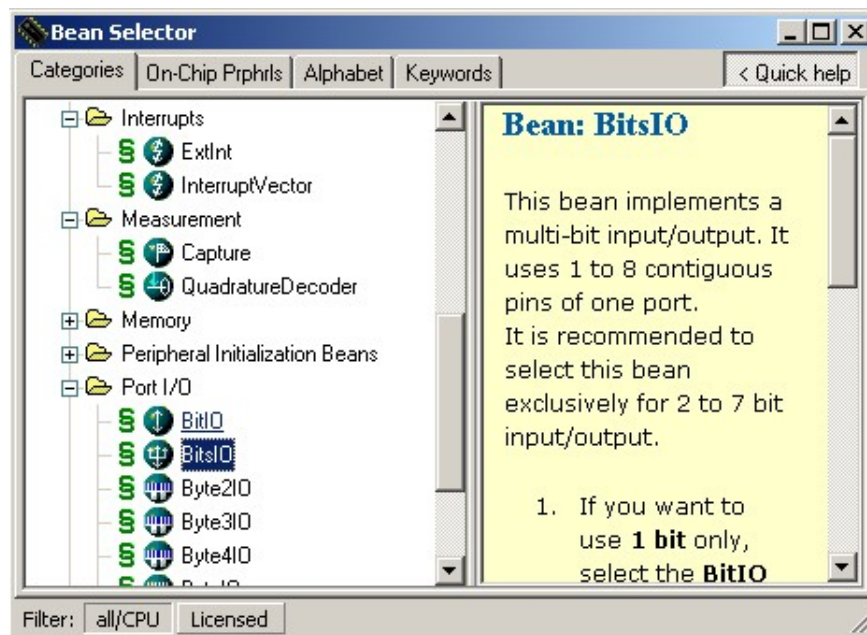 Bean Selector
Categories On-Chip Prphrls Alphabet Keywords < Quick help
Interrupts
ExtInt
InterruptVector
Measurement
Capture
QuadratureDecoder
Memory
Peripheral Initialization Beans
Port I/O
BitIO
BitsIO
Byte2IO
Byte3IO
Byte4IO
Bean: BitsIO
This bean implements a
multi-bit input/output. It
uses 1 to 8 contiguous
pins of one port.
It is recommended to
select this bean
exclusively for 2 to 7 bit
input/output.
1. If you want to
use 1 bit only,
select the BitIO
Filter: all/CPU Licensed